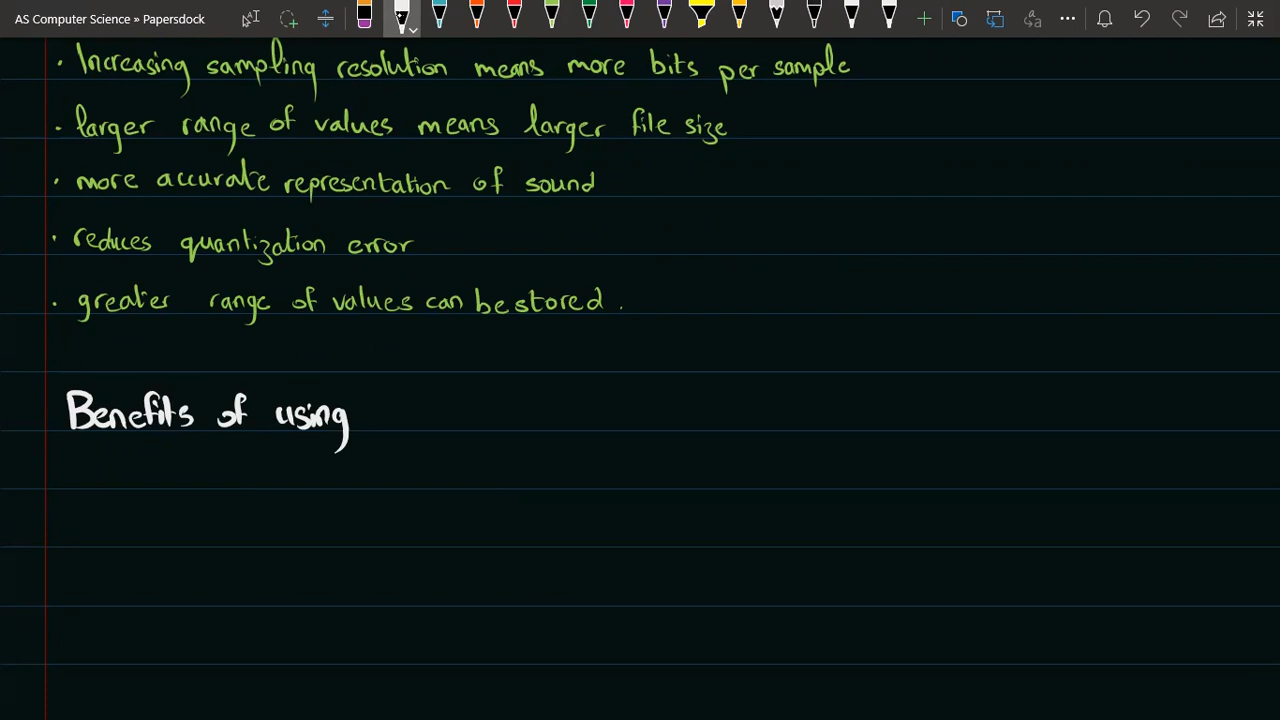 AS Computer Science » Papersdock
· Increasing sampling resolution means more bits per sample
· larger range of values means larger file size
· more accurate representation of sound
· reduces quantization error
· greater range of values can be stored.
Benefits of using